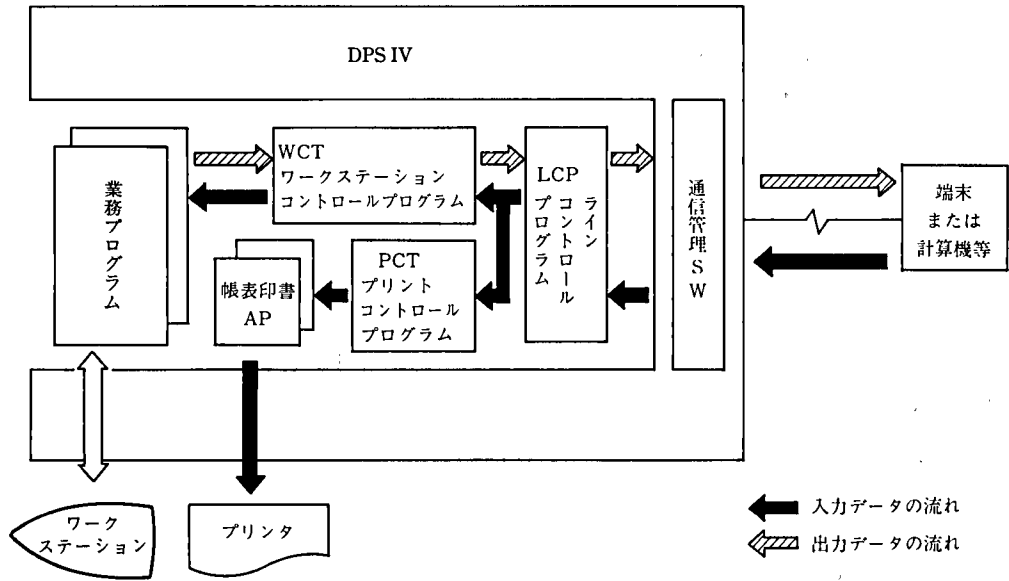 DPS IV
業務プログラム
WCT
ワークステーション
コントロールプログラム
LCP
ライン
コントロール
プログラム
PCT
プリント
コントロール
プログラム
帳表印書
AP
通信管理SW
端末
または
計算機等
ワーク
ステーション
プリンタ
入力データの流れ
出力データの流れ